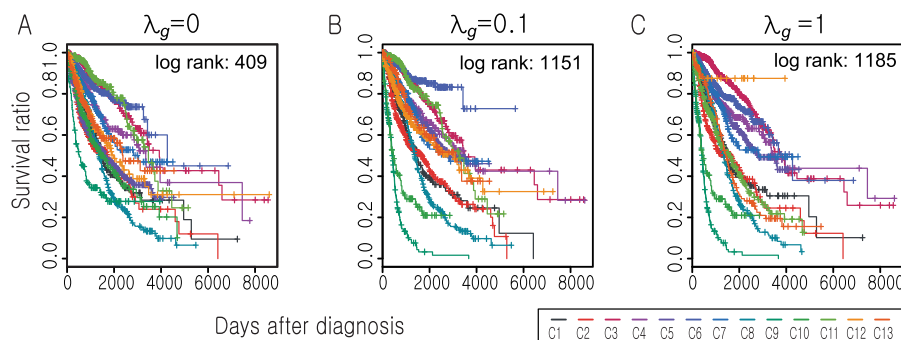 A λg=0
B λg=0.1
C λg=1
log rank: 409
log rank: 1151
log rank: 1185
Survival ratio
0.0 0.2 0.4 0.6 0.81.0
0.0 0.2 0.4 0.6 0.8 1.0
0.0 0.2 0.4 0.6 0.8 1.0
0 2000 4000 6000 8000
0 2000 4000 6000 8000
0 2000 4000 6000 8000
Days after diagnosis
C1 C2 C3 C4 C5 C6 C7 C8 C9 C10 C11 C12 C13